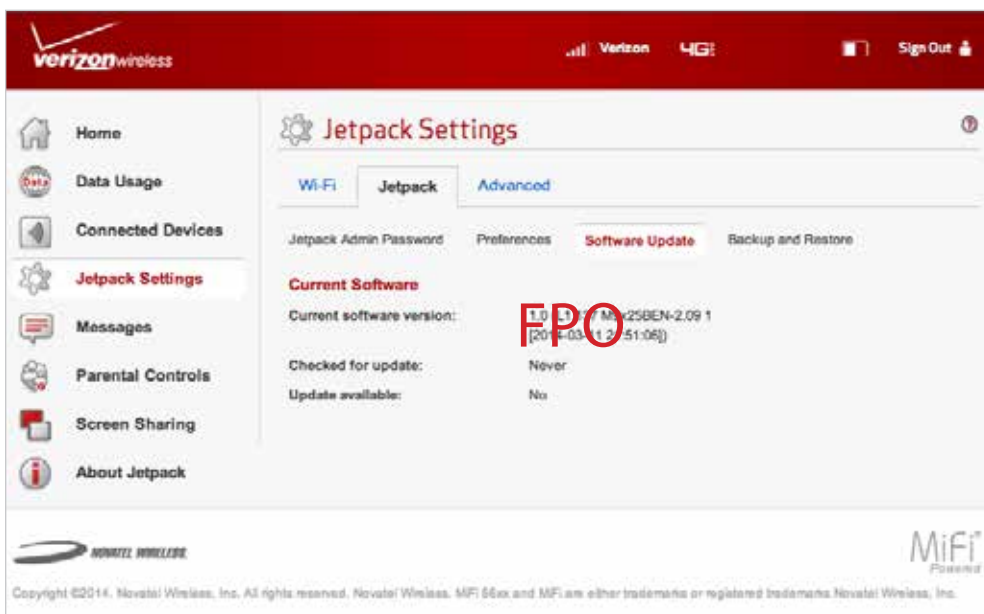 verizon wireless
Verizon 4G
Sign Out
Home
Data Usage
Connected Devices
Jetpack Settings
Messages
Parental Controls
Screen Sharing
About Jetpack
Data
Jetpack Settings
?
Wi-Fi Jetpack Advanced
Jetpack Admin Password Preferences Software Update Backup and Restore
Current Software
Current software version:
FPO
Checked for update: Never
Update available: No
NOVATEL WIRELESS
MiFi
Powered
Copyright ©2014. Novatel Wireless, Inc. All rights reserved. Novatel Wireless, MiFi and MiFi are either trademarks or registered trademarks Novatel Wireless, Inc.